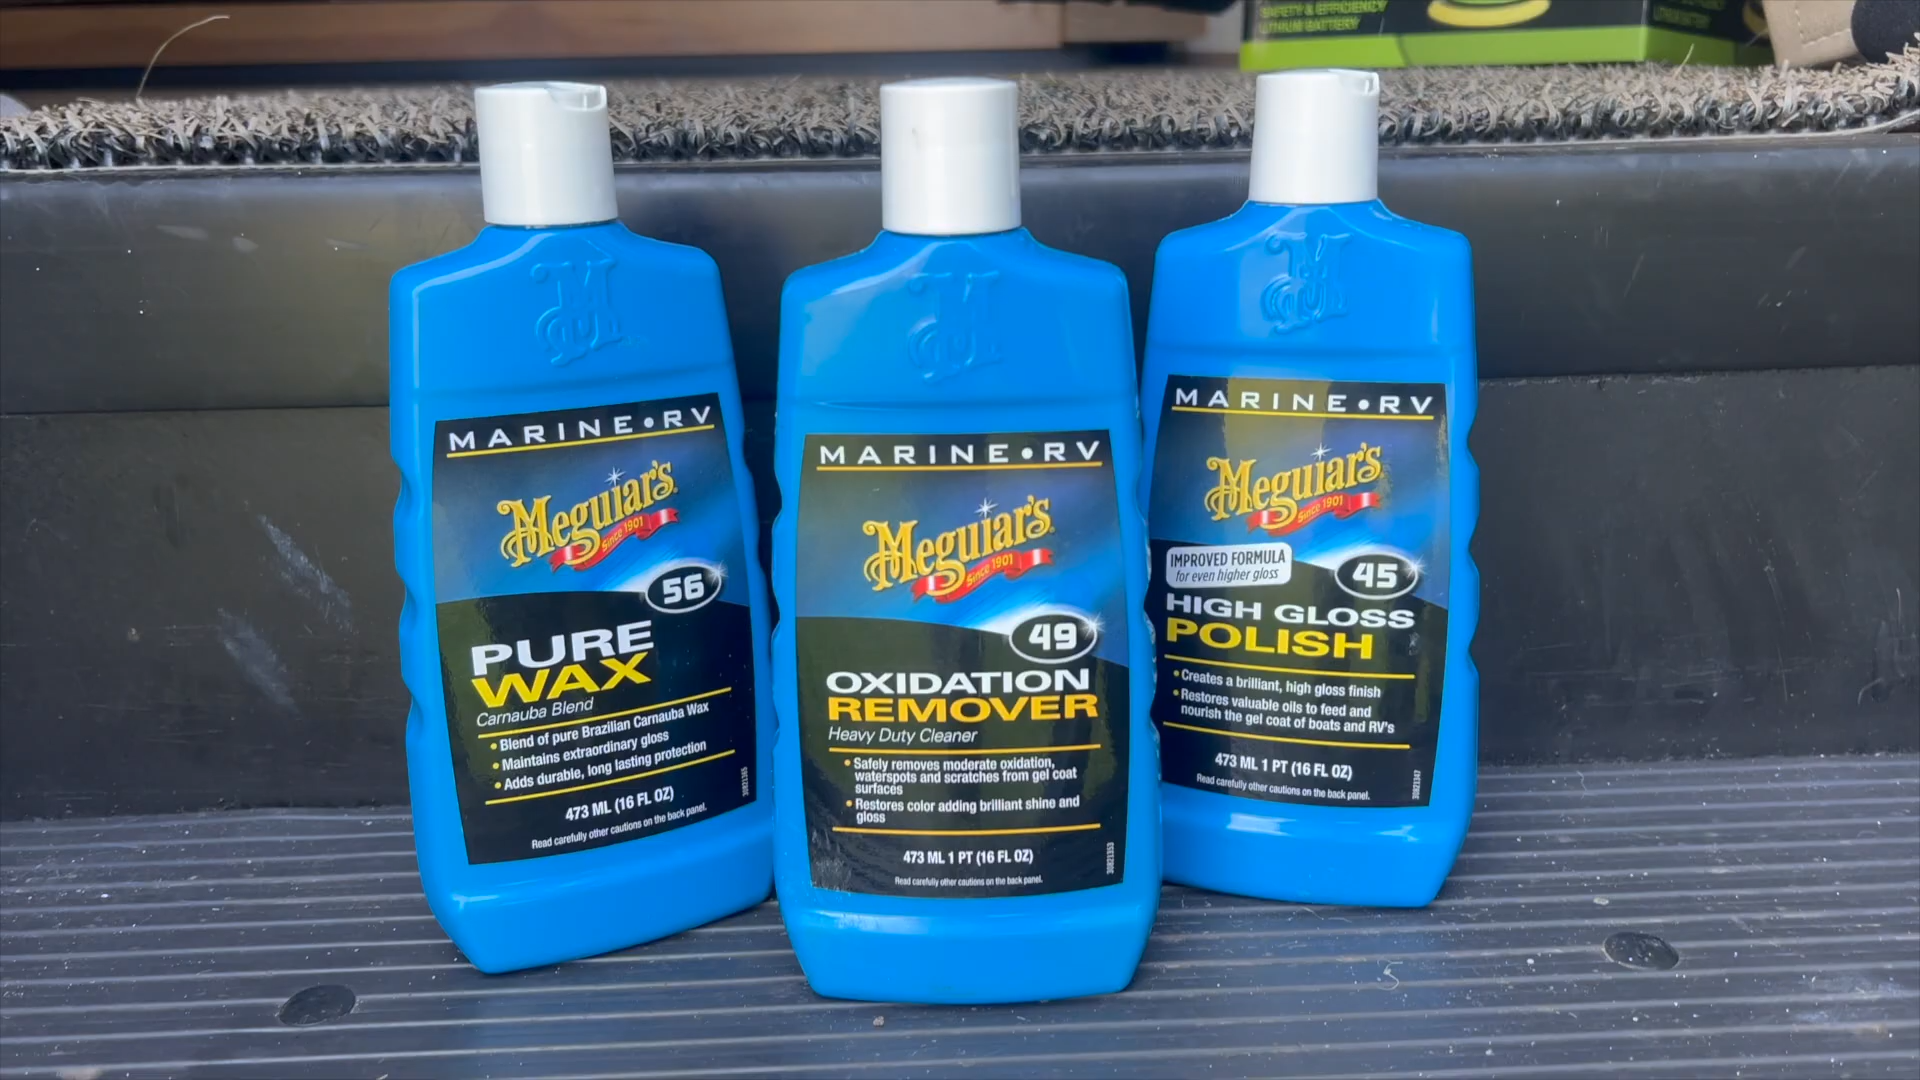 SAFETY & EFFICIENCY
LITHIUM BATTERY
MARINE • RV
Meguiar's
Since 1901
56
PURE
WAX
Carnauba Blend
• Blend of pure Brazilian Carnauba Wax
• Maintains extraordinary gloss
• Adds durable, long lasting protection
473 ML (16 FL OZ)
Read carefully other cautions on the back panel.
MARINE • RV
Meguiar's
Since 1901
49
OXIDATION
REMOVER
Heavy Duty Cleaner
• Safely removes moderate oxidation,
waterspots and scratches from gel coat
surfaces
• Restores color adding brilliant shine and
gloss
473 ML 1 PT (16 FL OZ)
Read carefully other cautions on the back panel.
MARINE • RV
Meguiar's
Since 1901
IMPROVED FORMULA
for even higher gloss
45
HIGH GLOSS
POLISH
• Creates a brilliant, high gloss finish
• Restores valuable oils to feed and
nourish the gel coat of boats and RV's
473 ML 1 PT (16 FL OZ)
Read carefully other cautions on the back panel.